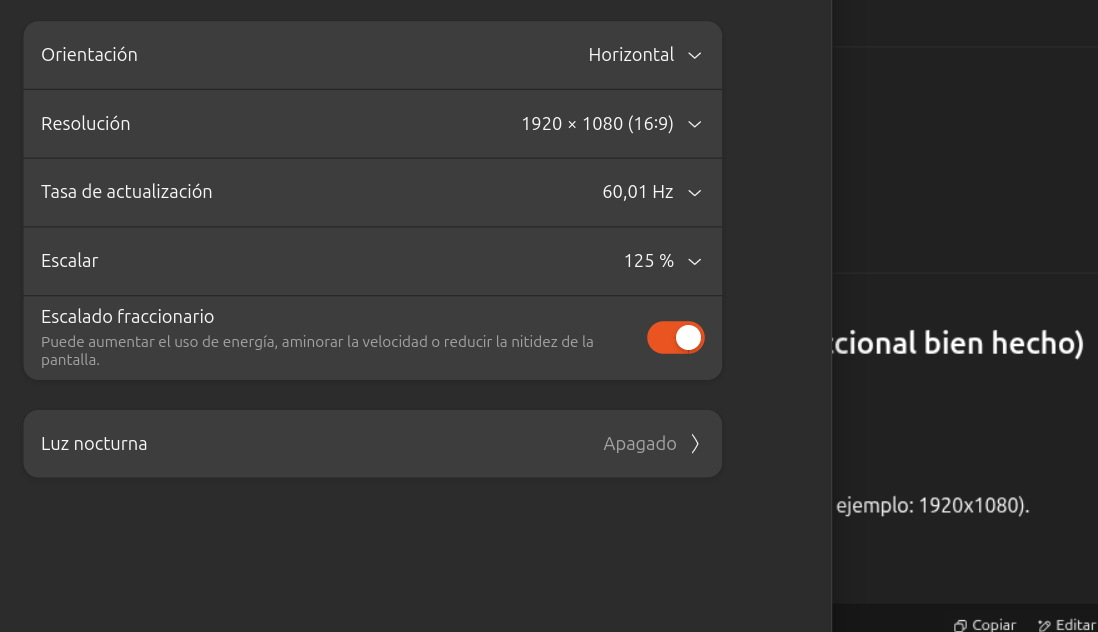 Orientación
Horizontal
Resolución
1920 × 1080 (16:9)
Tasa de actualización
60,01 Hz
Escalar
125 %
Escalado fraccionario
Puede aumentar el uso de energía, aminorar la velocidad o reducir la nitidez de la
pantalla.
Luz nocturna
Apagado
ccional bien hecho)
ejemplo: 1920x1080).
Copiar
Editar